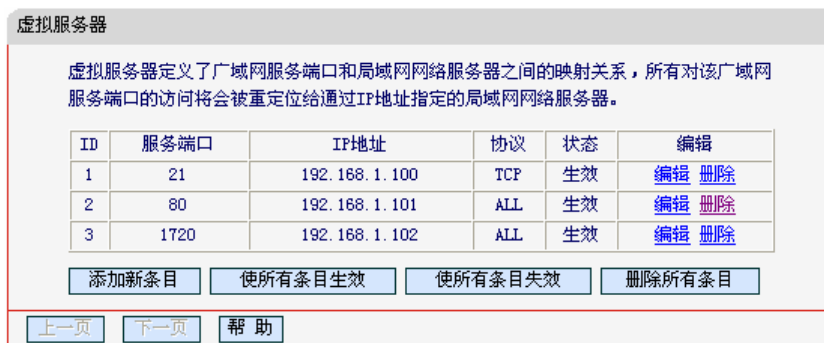 虚拟服务器
虚拟服务器定义了广域网服务端口和局域网网络服务器之间的映射关系，所有对该广域网
服务端口的访问将会被重定位给通过IP地址指定的局域网网络服务器。
ID 服务端口 IP地址 协议 状态 编辑
1 21 192.168.1.100 TCP 生效 编辑 删除
2 80 192.168.1.101 ALL 生效 编辑 删除
3 1720 192.168.1.102 ALL 生效 编辑 删除
添加新条目 使所有条目生效 使所有条目失效 删除所有条目
上一页 下一页 帮 助